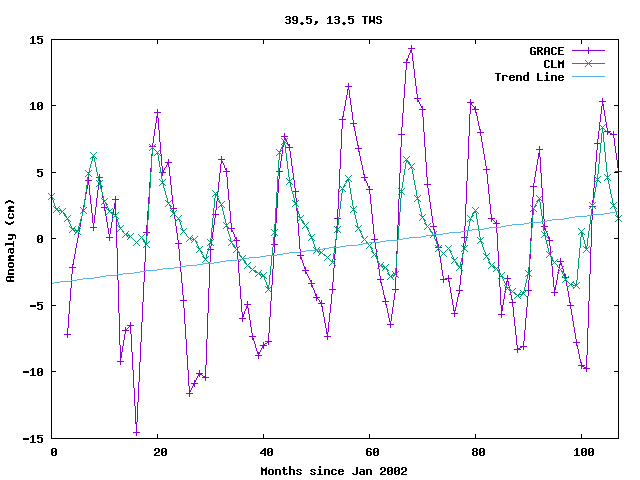 39.5, 13.5 TWS
GRACE
CLM
Trend Line
15
10
5
0
-5
-10
-15
Anomaly (cm)
0 20 40 60 80 100
Months since Jan 2002